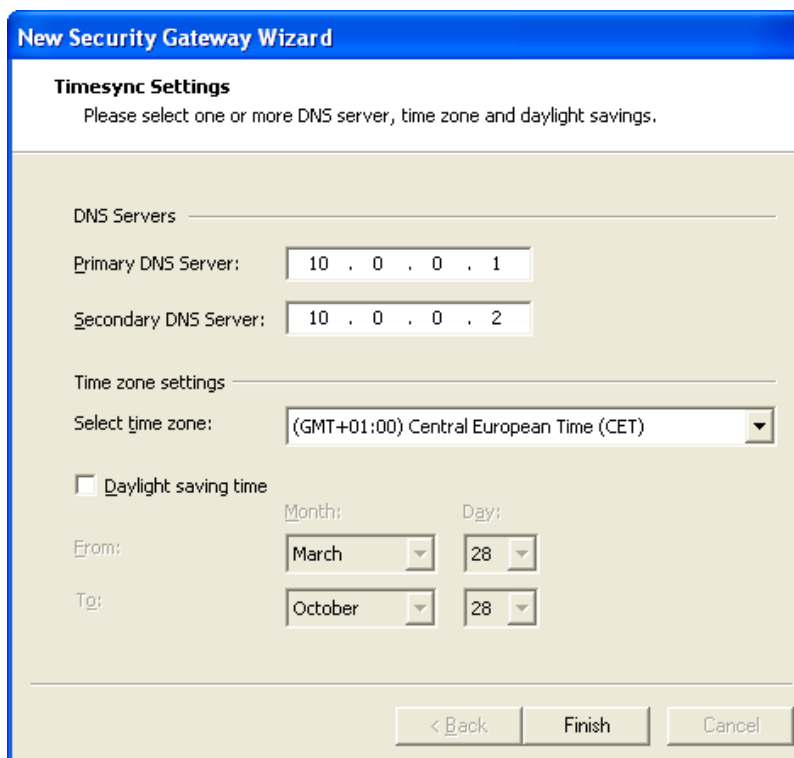 New Security Gateway Wizard
Timesync Settings
Please select one or more DNS server, time zone and daylight savings.
DNS Servers
Primary DNS Server: 10 . 0 . 0 . 1
Secondary DNS Server: 10 . 0 . 0 . 2
Time zone settings
Select time zone: (GMT+01:00) Central European Time (CET)
Daylight saving time
Month: Day:
From: March 28
To: October 28
< Back Finish Cancel